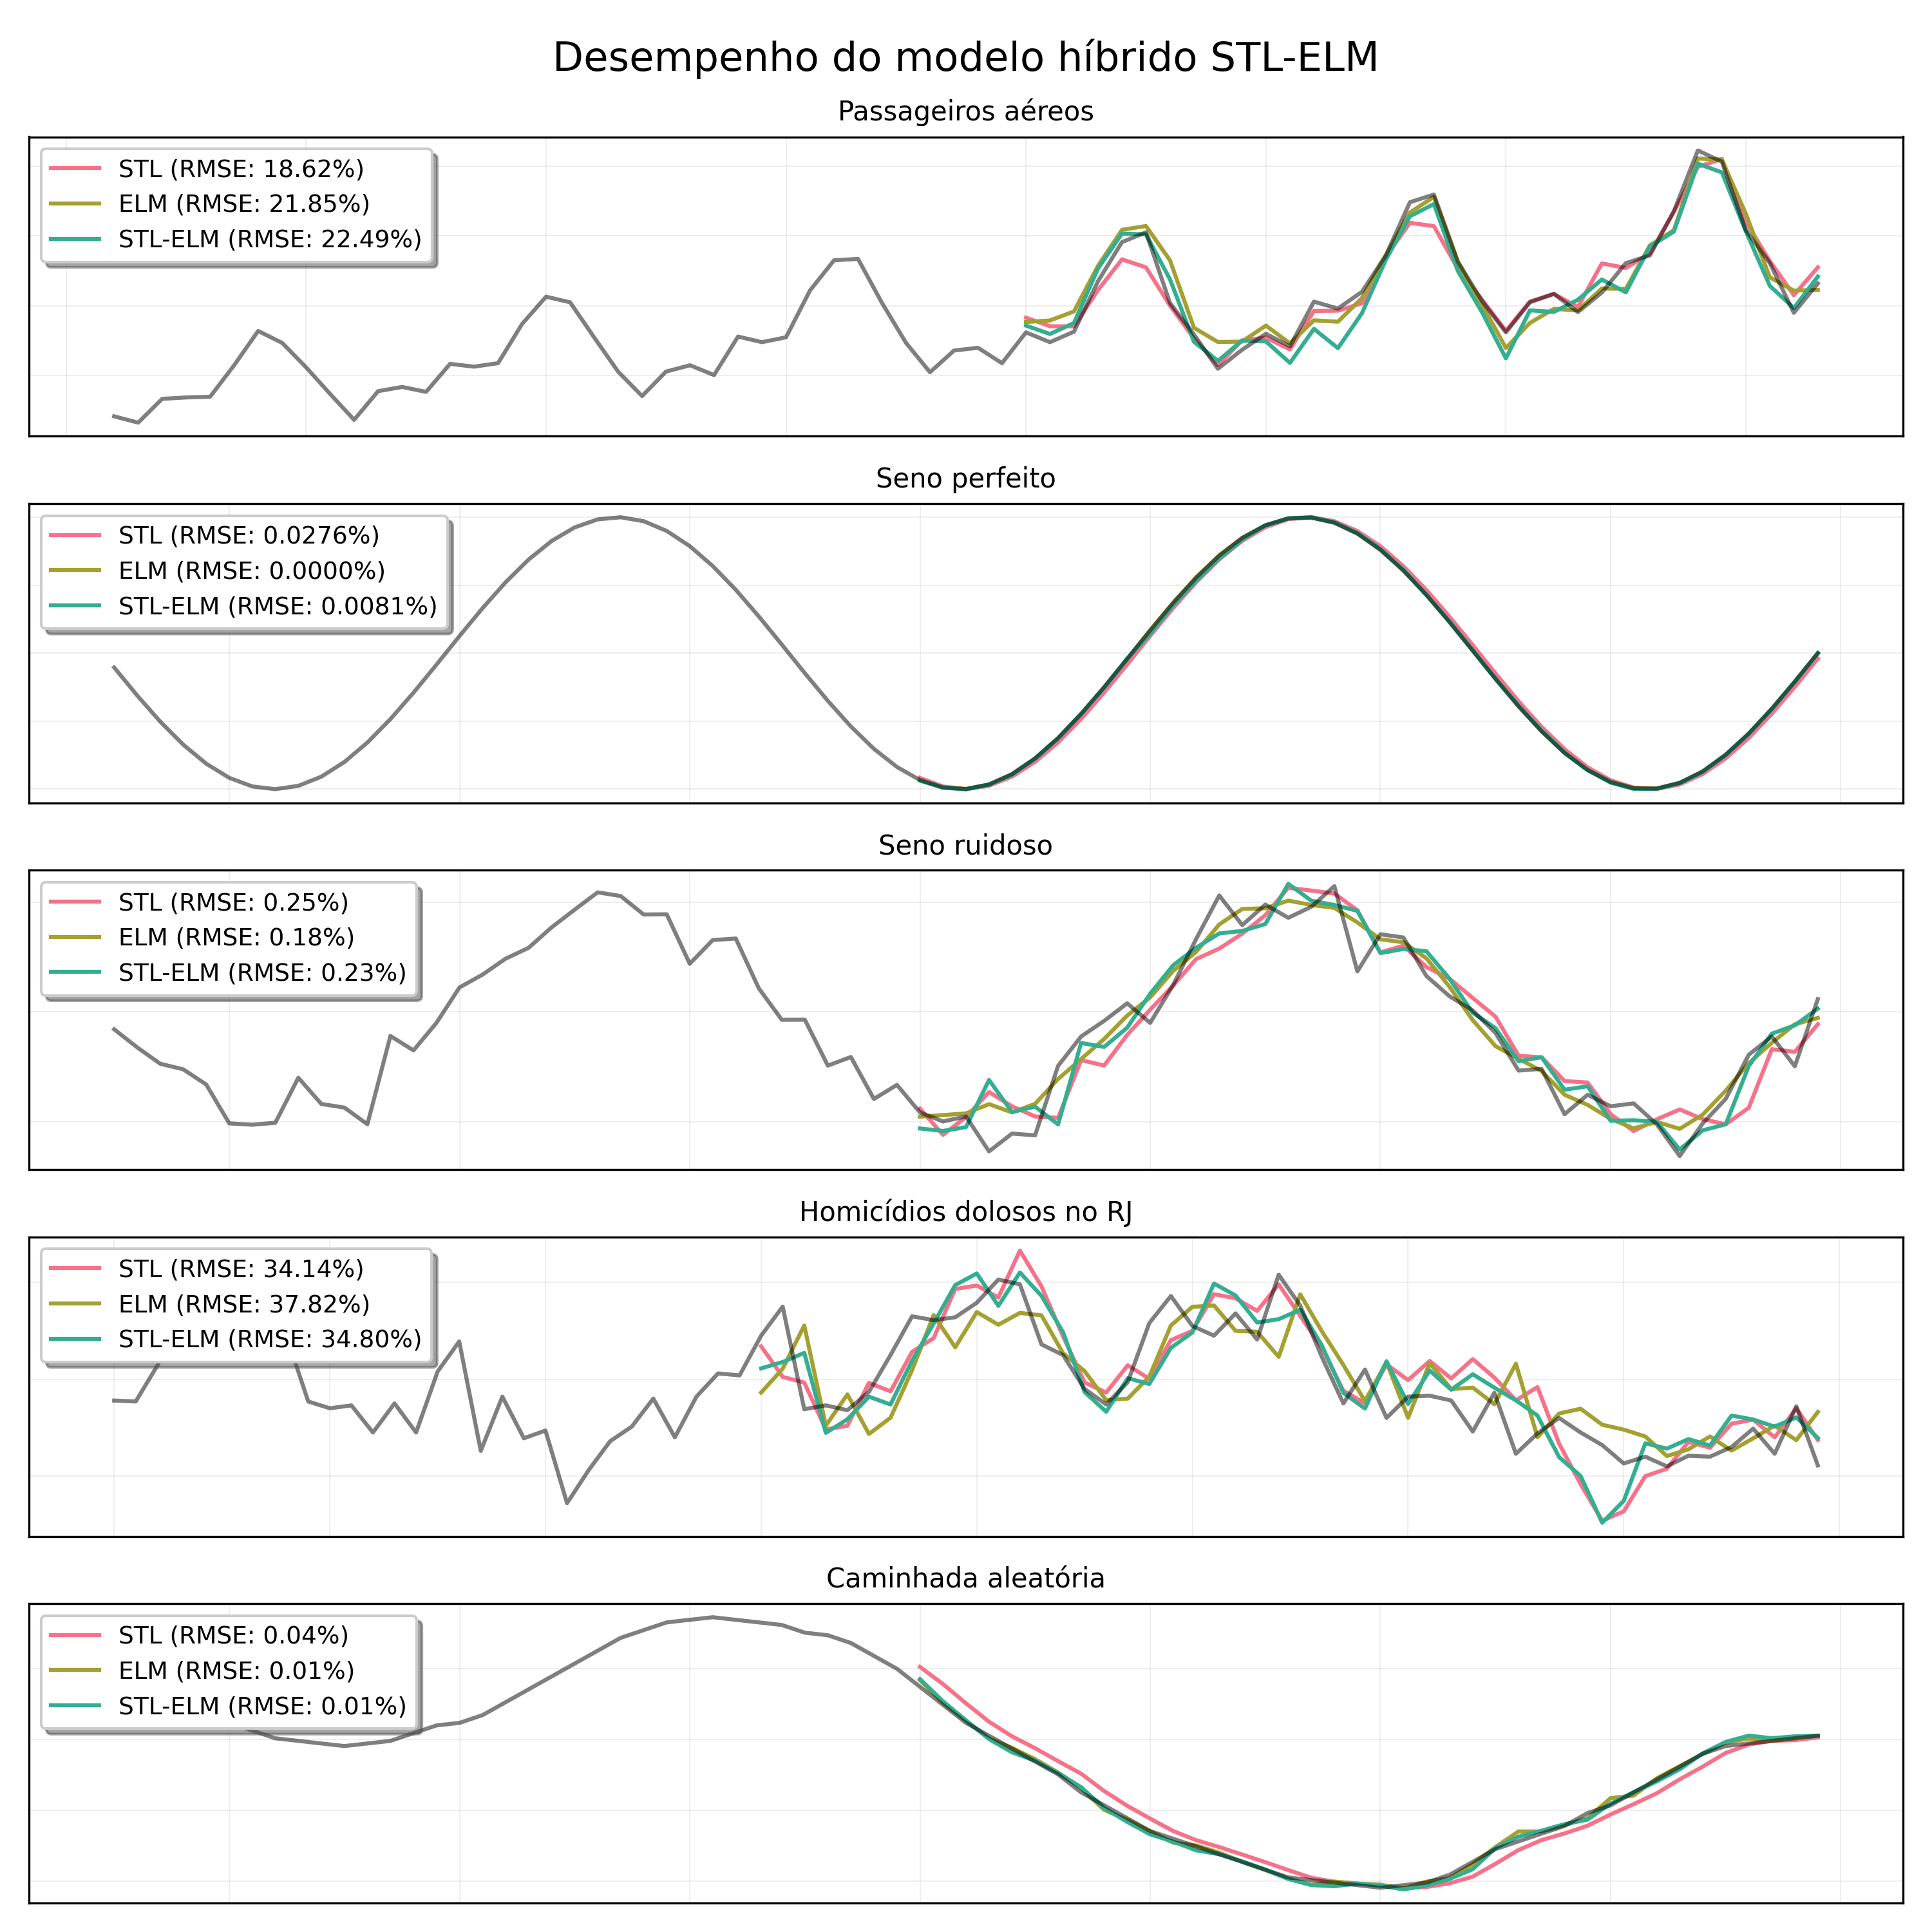 Desempenho do modelo híbrido STL-ELM
Passageiros aéreos
STL (RMSE: 18.62%)
ELM (RMSE: 21.85%)
STL-ELM (RMSE: 22.49%)
Seno perfeito
STL (RMSE: 0.0276%)
ELM (RMSE: 0.0000%)
STL-ELM (RMSE: 0.0081%)
Seno ruidoso
STL (RMSE: 0.25%)
ELM (RMSE: 0.18%)
STL-ELM (RMSE: 0.23%)
Homicídios dolosos no RJ
STL (RMSE: 34.14%)
ELM (RMSE: 37.82%)
STL-ELM (RMSE: 34.80%)
Caminhada aleatória
STL (RMSE: 0.04%)
ELM (RMSE: 0.01%)
STL-ELM (RMSE: 0.01%)